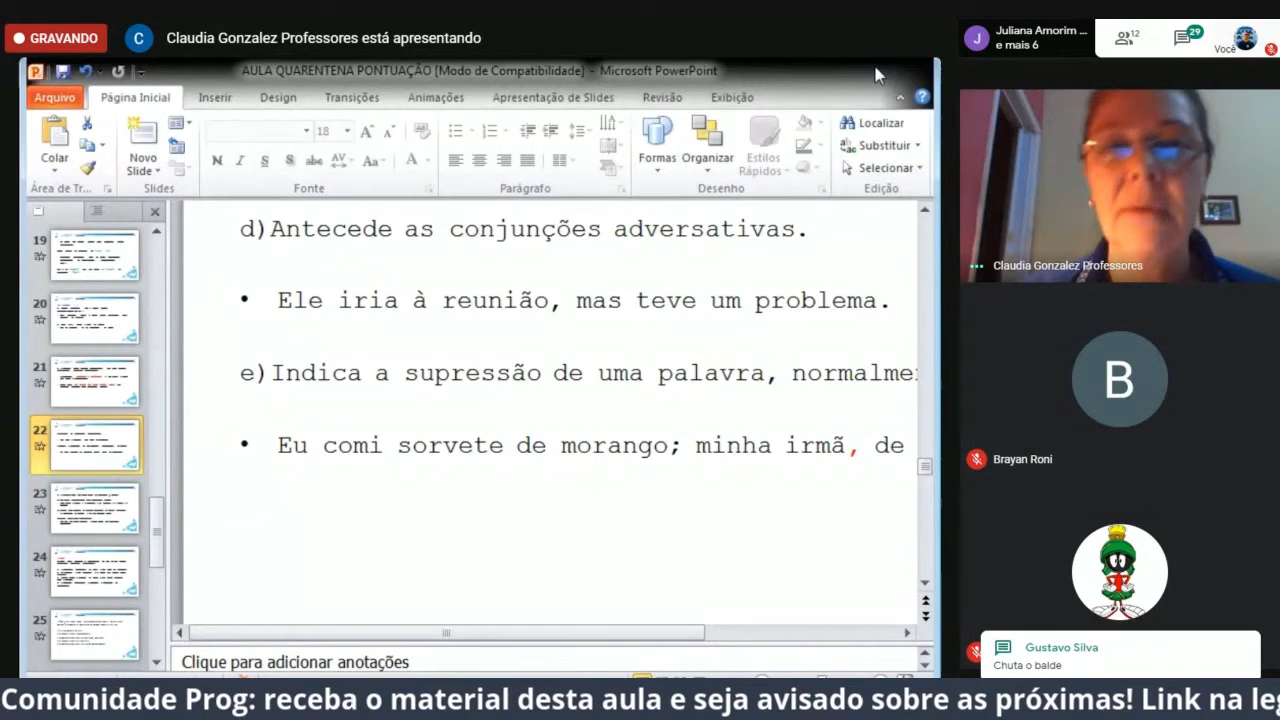 GRAVANDO
C
Claudia Gonzalez Professores está apresentando
J
Juliana Amorim ...
e mais 6
12
29
Você
AULA QUARENTENA PONTUAÇÃO [Modo de Compatibilidade] - Microsoft PowerPoint
Arquivo
Página Inicial
Inserir
Design
Transições
Animações
Apresentação de Slides
Revisão
Exibição
Colar
Novo
Slide
18
N I S S abc AV Aa A
Formas
Organizar
Estilos
Rápidos
Localizar
Substituir
Selecionar
Área de Tr...
Slides
Fonte
Parágrafo
Desenho
Edição
19
20
21
22
23
24
25
d)Antecede as conjunções adversativas.
• Ele iria à reunião, mas teve um problema.
e)Indica a supressão de uma palavra, normalme
• Eu comi sorvete de morango; minha irmã, de
Clique para adicionar anotações
Claudia Gonzalez Professores
B
Brayan Roni
Gustavo Silva
Chuta o balde
Comunidade Prog: receba o material desta aula e seja avisado sobre as próximas! Link na le